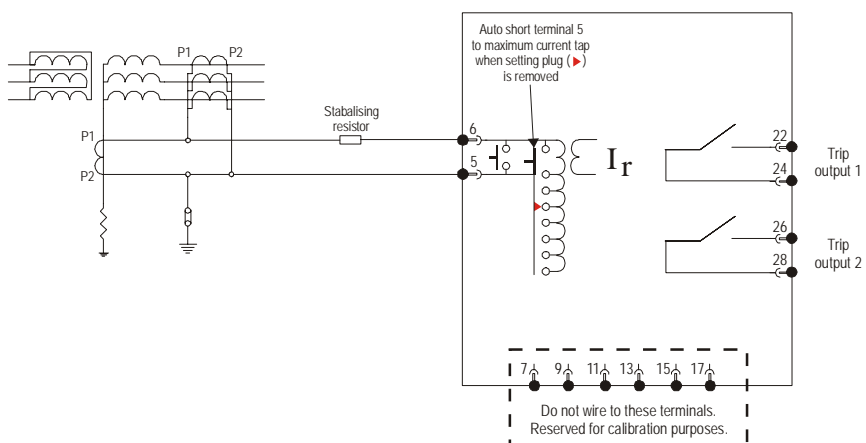 Auto short terminal 5
to maximum current tap
when setting plug (▶)
is removed
P1 P2
Stabalising
resistor
P1
P2
6
5
Ir
22
24
Trip
output 1
26
28
Trip
output 2
7 9 11 13 15 17
Do not wire to these terminals.
Reserved for calibration purposes.